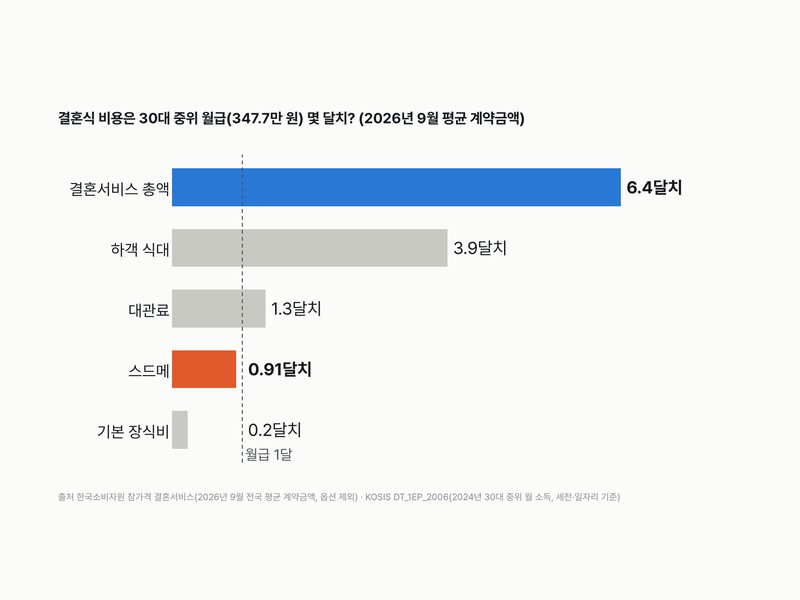 결혼식 비용은 30대 중위 월급(347.7만 원) 몇 달치? (2026년 9월 평균 계약금액)
결혼서비스 총액 6.4달치
하객 식대 3.9달치
대관료 1.3달치
스드메 0.91달치
기본 장식비 0.2달치
월급 1달
출처 한국소비자원 참가격 결혼서비스(2026년 9월 전국 평균 계약금액, 옵션 제외) · KOSIS DT_1EP_2006(2024년 30대 중위 월 소득, 세전·일자리 기준)